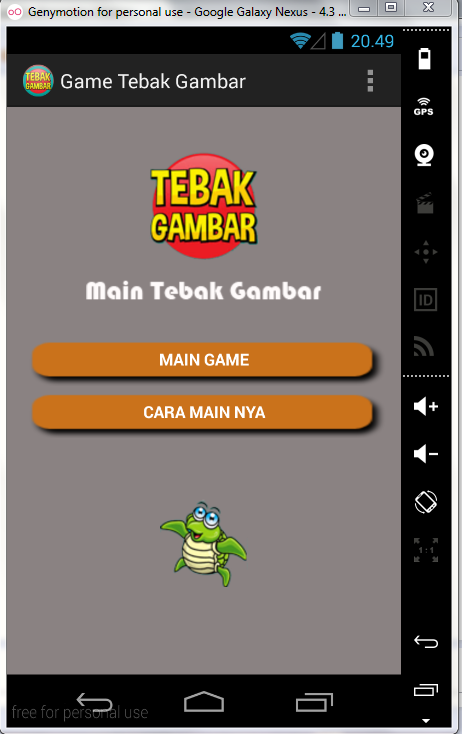 Genymotion for personal use - Google Galaxy Nexus - 4.3 ...
20.49
TEBAK
GAMBAR
Game Tebak Gambar
GPS
TEBAK
GAMBAR
Main Tebak Gambar
ID
MAIN GAME
CARA MAIN NYA
1:1
free for personal use